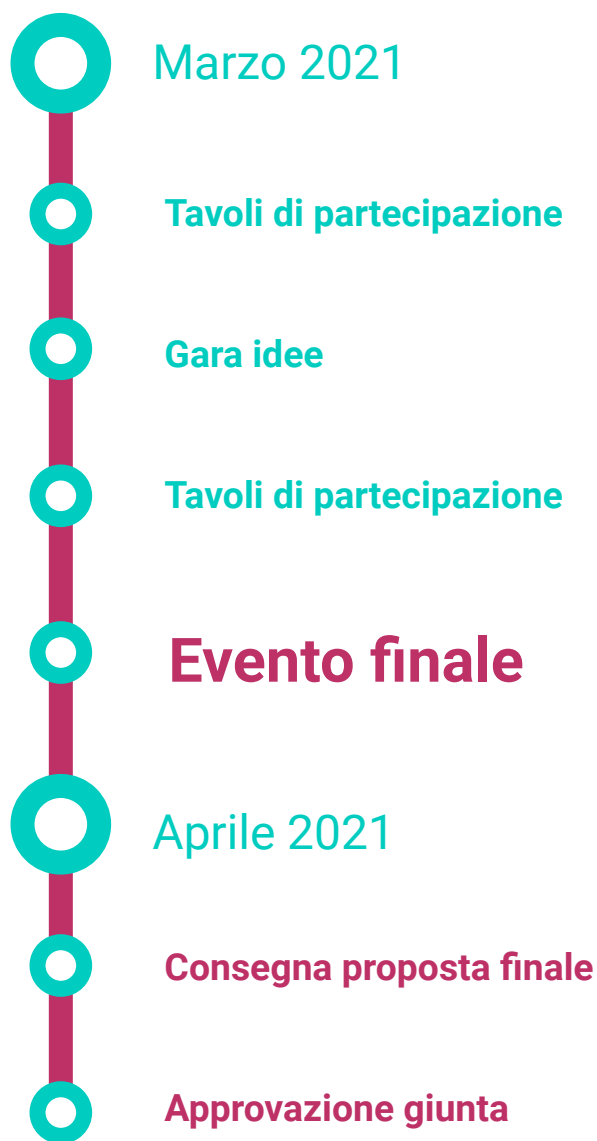 Marzo 2021
Tavoli di partecipazione
Gara idee
Tavoli di partecipazione
Evento finale
Aprile 2021
Consegna proposta finale
Approvazione giunta